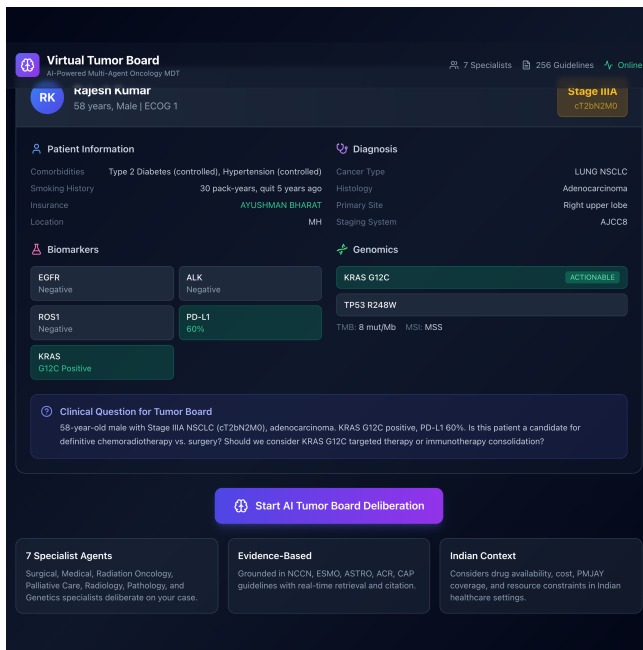 Virtual Tumor Board
AI-Powered Multi-Agent Oncology MDT
7 Specialists
256 Guidelines
Online
RK
Rajesh Kumar
58 years, Male | ECOG 1
Stage IIIA
cT2bN2M0
Patient Information
Comorbidities Type 2 Diabetes (controlled), Hypertension (controlled)
Smoking History 30 pack-years, quit 5 years ago
Insurance AYUSHMAN BHARAT
Location MH
Diagnosis
Cancer Type LUNG NSCLC
Histology Adenocarcinoma
Primary Site Right upper lobe
Staging System AJCC8
Biomarkers
EGFR
Negative
ALK
Negative
ROS1
Negative
PD-L1
60%
KRAS
G12C Positive
Genomics
KRAS G12C ACTIONABLE
TP53 R248W
TMB: 8 mut/Mb MSI: MSS
Clinical Question for Tumor Board
58-year-old male with Stage IIIA NSCLC (cT2bN2M0), adenocarcinoma. KRAS G12C positive, PD-L1 60%. Is this patient a candidate for
definitive chemoradiotherapy vs. surgery? Should we consider KRAS G12C targeted therapy or immunotherapy consolidation?
Start AI Tumor Board Deliberation
7 Specialist Agents
Surgical, Medical, Radiation Oncology,
Palliative Care, Radiology, Pathology, and
Genetics specialists deliberate on your case.
Evidence-Based
Grounded in NCCN, ESMO, ASTRO, ACR, CAP
guidelines with real-time retrieval and citation.
Indian Context
Considers drug availability, cost, PMJAY
coverage, and resource constraints in Indian
healthcare settings.